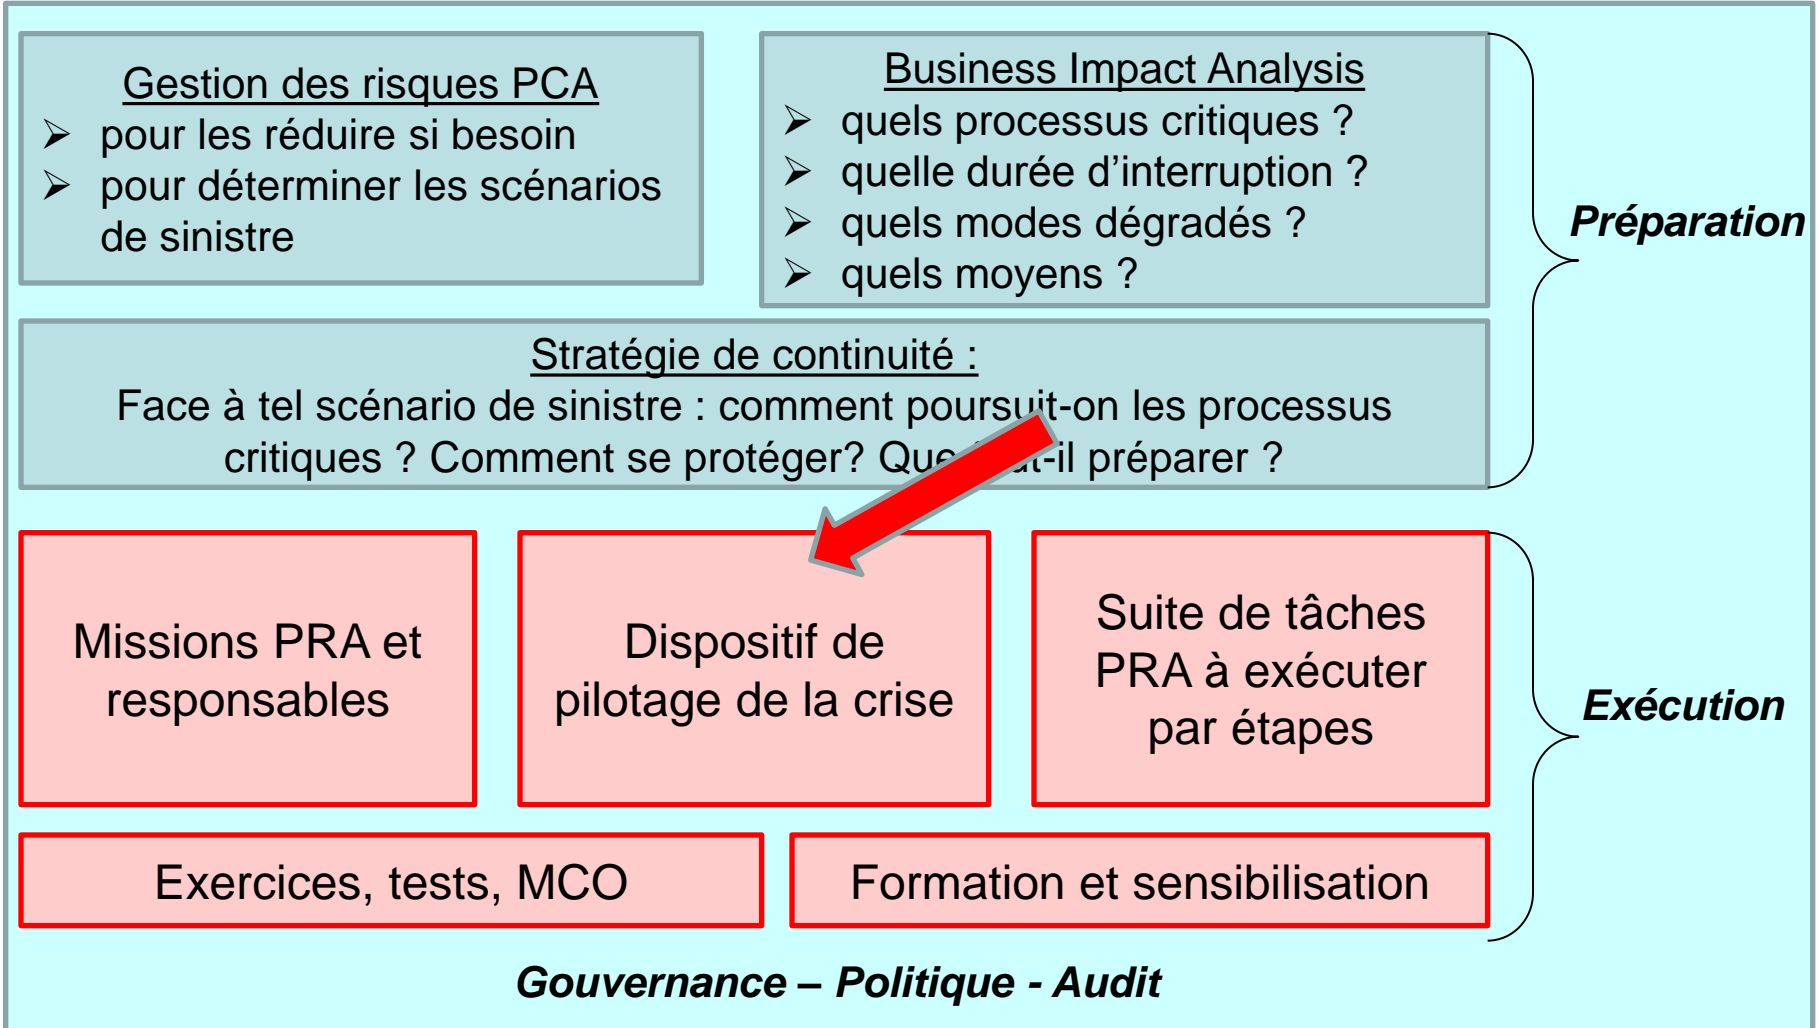 Gestion des risques PCA
➢ pour les réduire si besoin
➢ pour déterminer les scénarios
de sinistre
Business Impact Analysis
➢ quels processus critiques ?
➢ quelle durée d’interruption ?
➢ quels modes dégradés ?
➢ quels moyens ?
Préparation
Stratégie de continuité :
Face à tel scénario de sinistre : comment poursuit-on les processus
critiques ? Comment se protéger? Que -il préparer ?
Missions PRA et
responsables
Dispositif de
pilotage de la crise
Suite de tâches
PRA à exécuter
par étapes
Exécution
Exercices, tests, MCO
Formation et sensibilisation
Gouvernance – Politique - Audit